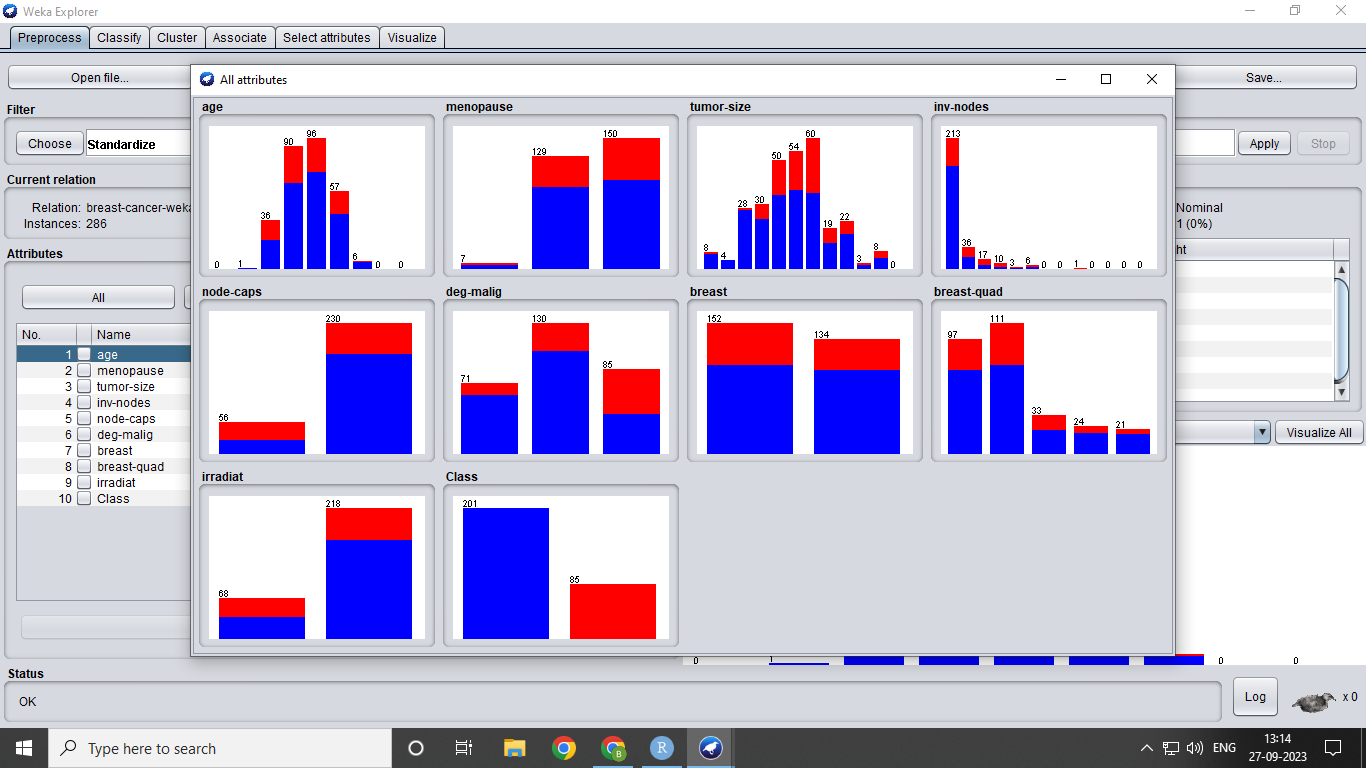 Weka Explorer
Preprocess Classify Cluster Associate Select attributes Visualize
Open file... Save...
Filter
Choose Standardize Apply Stop
Current relation
Relation: breast-cancer-weka
Instances: 286
Nominal
1 (0%)
ht
Attributes
All
No. Name
1 age
2 menopause
3 tumor-size
4 inv-nodes
5 node-caps
6 deg-malig
7 breast
8 breast-quad
9 irradiat
10 Class
Visualize All
All attributes
age
0 1 36 90 96 57 6 0 0
menopause
7 129 150
tumor-size
8 4 28 30 50 54 60 19 22 3 8 0
inv-nodes
213 36 17 10 3 6 0 0 1 0 0 0 0
node-caps
56 230
deg-malig
71 130 85
breast
152 134
breast-quad
97 111 33 24 21
irradiat
68 218
Class
201 85
0 1 0 0
Status
OK
Log x 0
Type here to search
B
R
ENG
13:14
27-09-2023